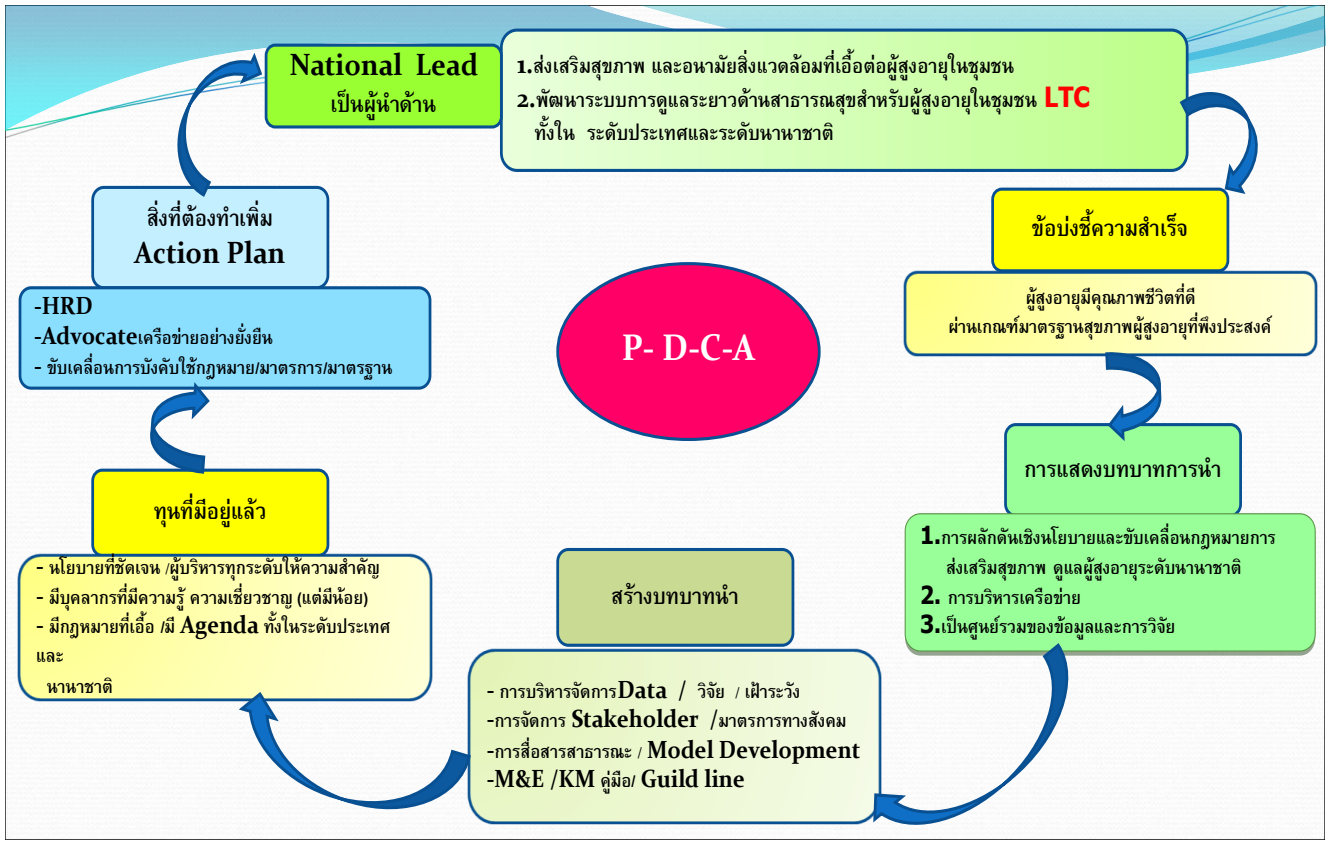 National Lead
เป็นผู้นำด้าน
1.ส่งเสริมสุขภาพ และอนามัยสิ่งแวดล้อมที่เอื้อต่อผู้สูงอายุในชุมชน
2.พัฒนาระบบการดูแลระยาวด้านสาธารณสุขสำหรับผู้สูงอายุในชุมชน LTC
ทั้งใน ระดับประเทศและระดับนานาชาติ
ข้อบ่งชี้ความสำเร็จ
ผู้สูงอายุมีคุณภาพชีวิตที่ดี
ผ่านเกณฑ์มาตรฐานสุขภาพผู้สูงอายุที่พึงประสงค์
การแสดงบทบาทการนำ
1.การผลักดันเชิงนโยบายและขับเคลื่อนกฎหมายการ
ส่งเสริมสุขภาพ ดูแลผู้สูงอายุระดับนานาชาติ
2. การบริหารเครือข่าย
3.เป็นศูนย์รวมของข้อมูลและการวิจัย
สร้างบทบาทนำ
- การบริหารจัดการData / วิจัย / เฝ้าระวัง
-การจัดการ Stakeholder /มาตรการทางสังคม
-การสื่อสารสาธารณะ / Model Development
-M&E /KM คู่มือ/ Guild line
ทุนที่มีอยู่แล้ว
- นโยบายที่ชัดเจน /ผู้บริหารทุกระดับให้ความสำคัญ
- มีบุคลากรที่มีความรู้ ความเชี่ยวชาญ (แต่มีน้อย)
- มีกฎหมายที่เอื้อ /มี Agenda ทั้งในระดับประเทศ
และ
นานาชาติ
สิ่งที่ต้องทำเพิ่ม
Action Plan
-HRD
-Advocateเครือข่ายอย่างยั่งยืน
- ขับเคลื่อนการบังคับใช้กฎหมาย/มาตรการ/มาตรฐาน
P- D-C-A